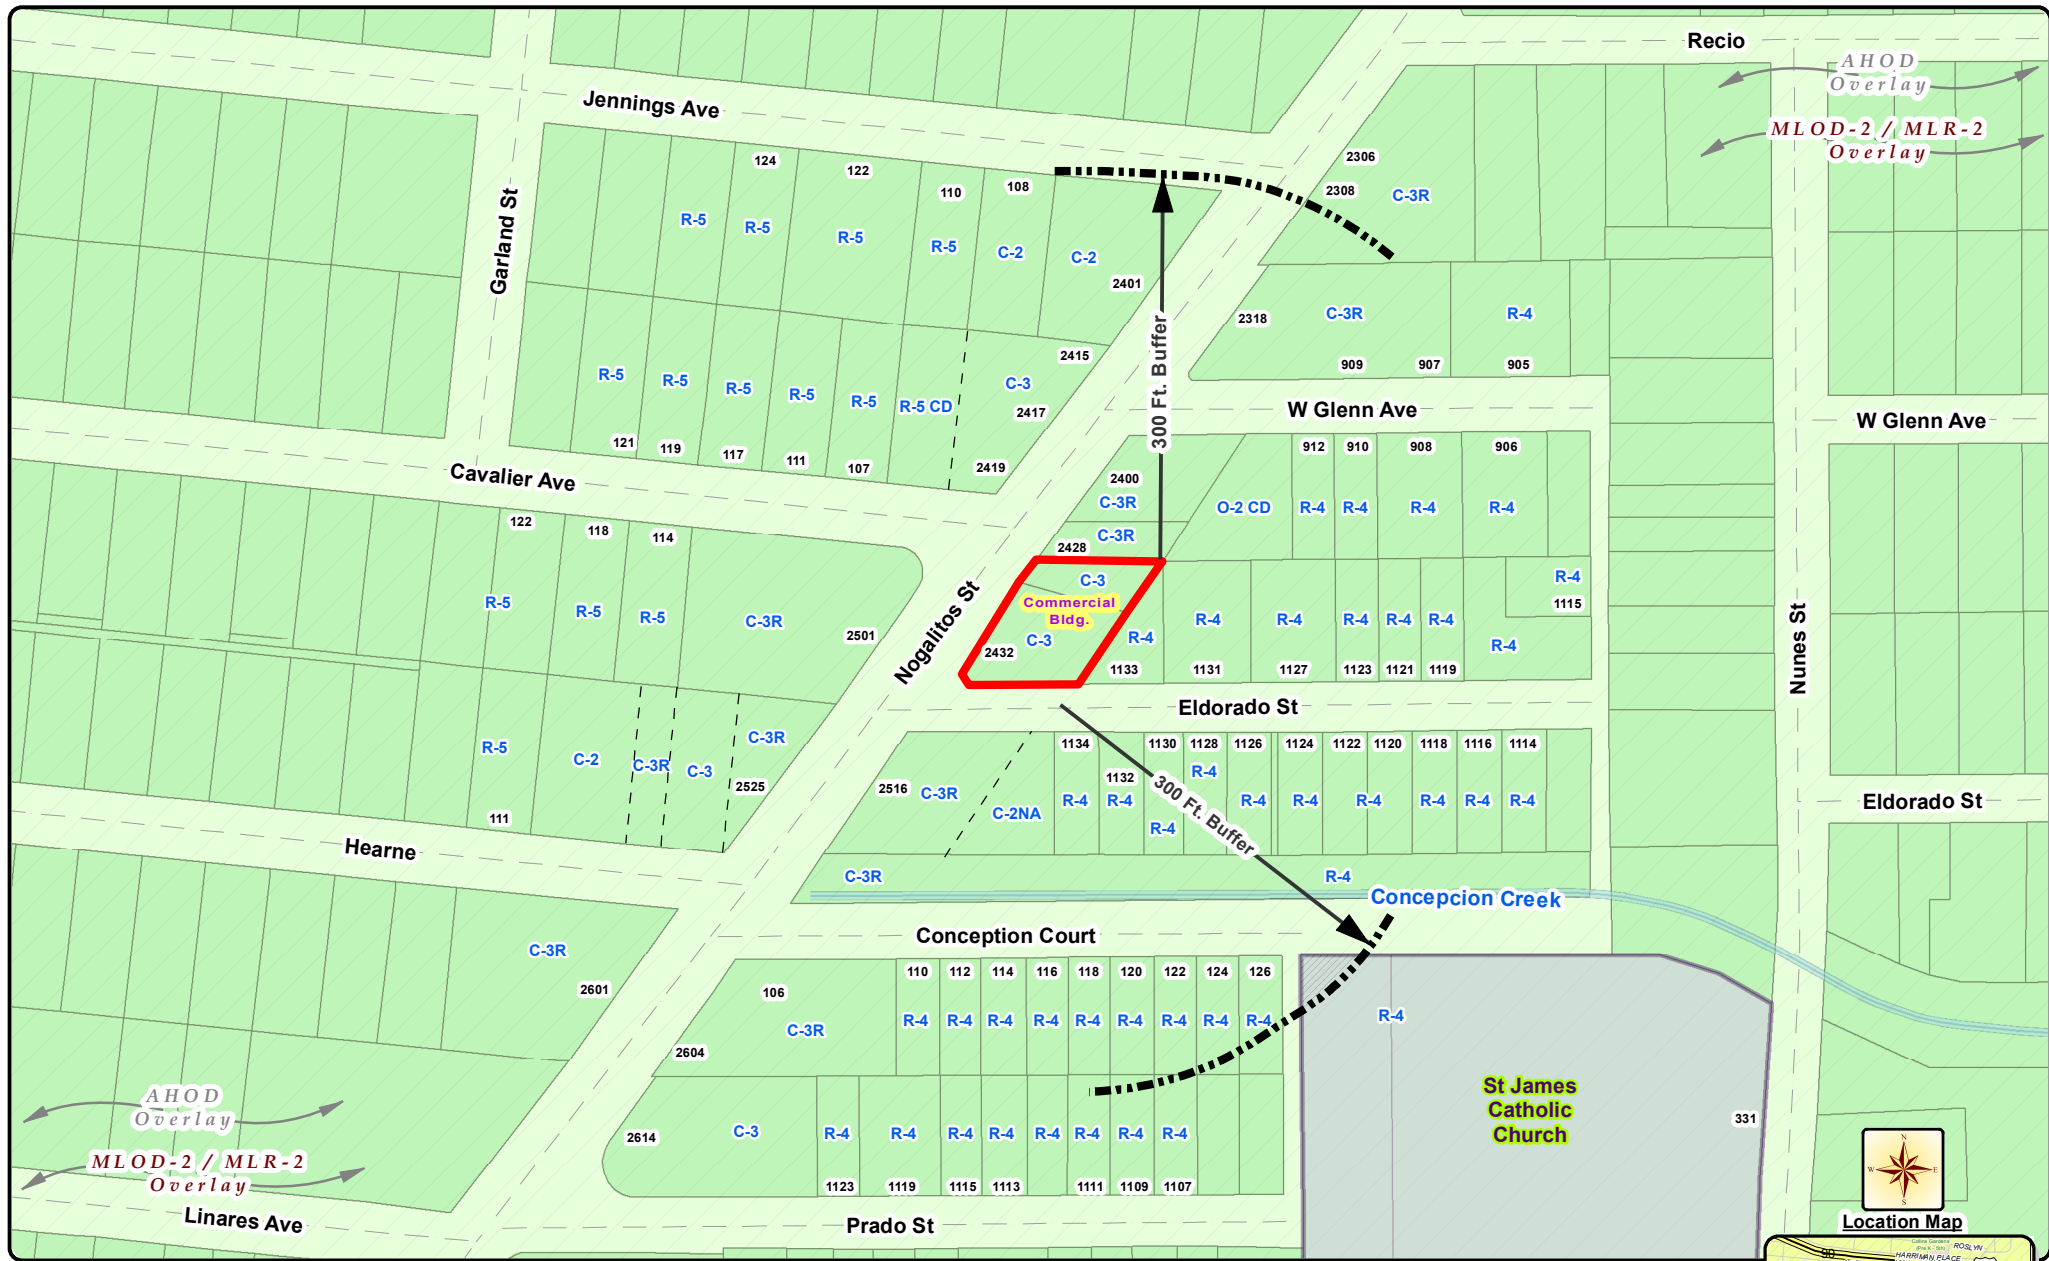 Recio
AHOD
Overlay
MLOD-2 / MLR-2
Overlay
Jennings Ave
Garland St
124
122
110
108
R-5
R-5
R-5
R-5
C-2
C-2
2401
2306
2308
C-3R
2318
C-3R
R-4
909
907
905
300 Ft. Buffer
W Glenn Ave
W Glenn Ave
2415
C-3
2417
2419
R-5
R-5
R-5
R-5
R-5
R-5 CD
121
119
117
111
107
Cavalier Ave
912
910
908
906
2400
C-3R
O-2 CD
R-4
R-4
R-4
R-4
C-3R
2428
122
118
114
R-5
R-5
R-5
C-3R
2501
Nogalitos St
C-3
Commercial
Bldg.
C-3
2432
R-4
1133
R-4
1131
R-4
1127
R-4
1123
R-4
1121
R-4
1119
R-4
R-4
1115
Nunes St
Eldorado St
Eldorado St
R-5
C-2
C-3R
C-3
C-3R
2525
111
Hearne
2516
C-3R
C-2NA
1134
1132
1130
1128
1126
1124
1122
1120
1118
1116
1114
R-4
R-4
R-4
R-4
R-4
R-4
R-4
R-4
R-4
R-4
300 Ft. Buffer
C-3R
R-4
Concepcion Creek
Conception Court
C-3R
2601
106
C-3R
2604
110
112
114
116
118
120
122
124
126
R-4
R-4
R-4
R-4
R-4
R-4
R-4
R-4
R-4
R-4
St James
Catholic
Church
331
2614
C-3
R-4
R-4
R-4
R-4
R-4
R-4
R-4
R-4
1123
1119
1115
1113
1111
1109
1107
AHOD
Overlay
MLOD-2 / MLR-2
Overlay
Linares Ave
Prado St
N
W
E
S
Location Map
90
ROSLYN
HARRIMAN PLACE